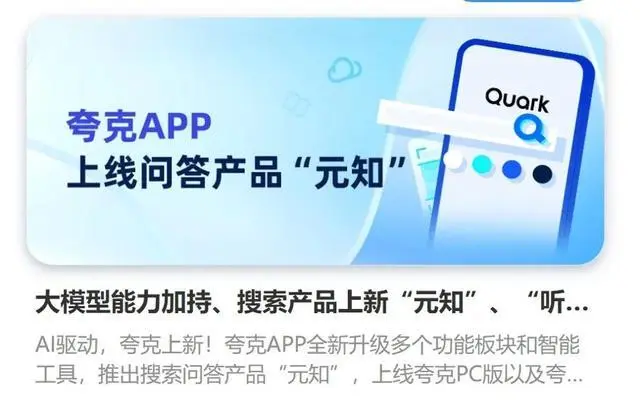 夸克APP
上线问答产品“元知”
Quark
大模型能力加持、搜索产品上新“元知”、“听...
AI驱动，夸克上新！夸克APP全新升级多个功能板块和智能
工具，推出搜索问答产品“元知”，上线夸克PC版以及夸...